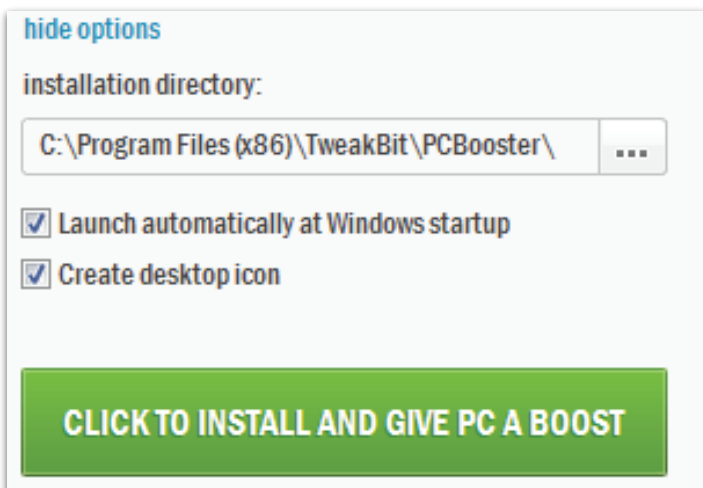 hide options
installation directory:
C:\Program Files (x86)\TweakBit\PCBooster\ ...
Launch automatically at Windows startup
Create desktop icon
CLICK TO INSTALL AND GIVE PC A BOOST